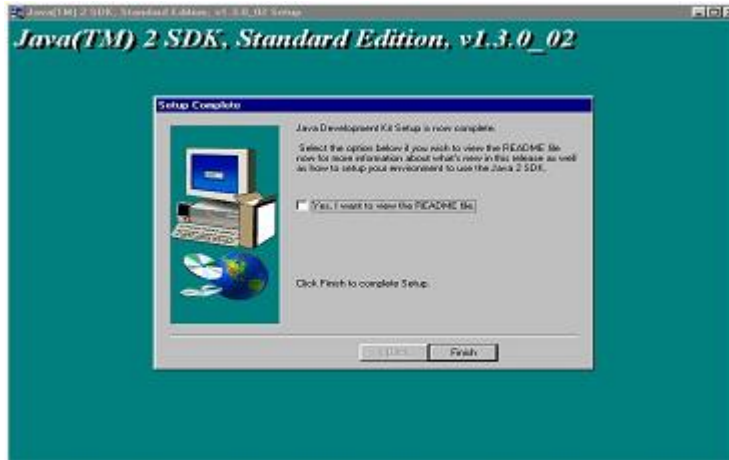 Java(TM) 2 SDK, Standard Edition, v1.3.0_02 Setup
Java(TM) 2 SDK, Standard Edition, v1.3.0_02
Setup Complete
Java Development Kit Setup is now complete.
Select the option below if you wish to view the README file
now for more information about what's new in this release as well
as how to setup your environment to use the Java 2 SDK.
Yes, I want to view the README file.
Click Finish to complete Setup.
Finish